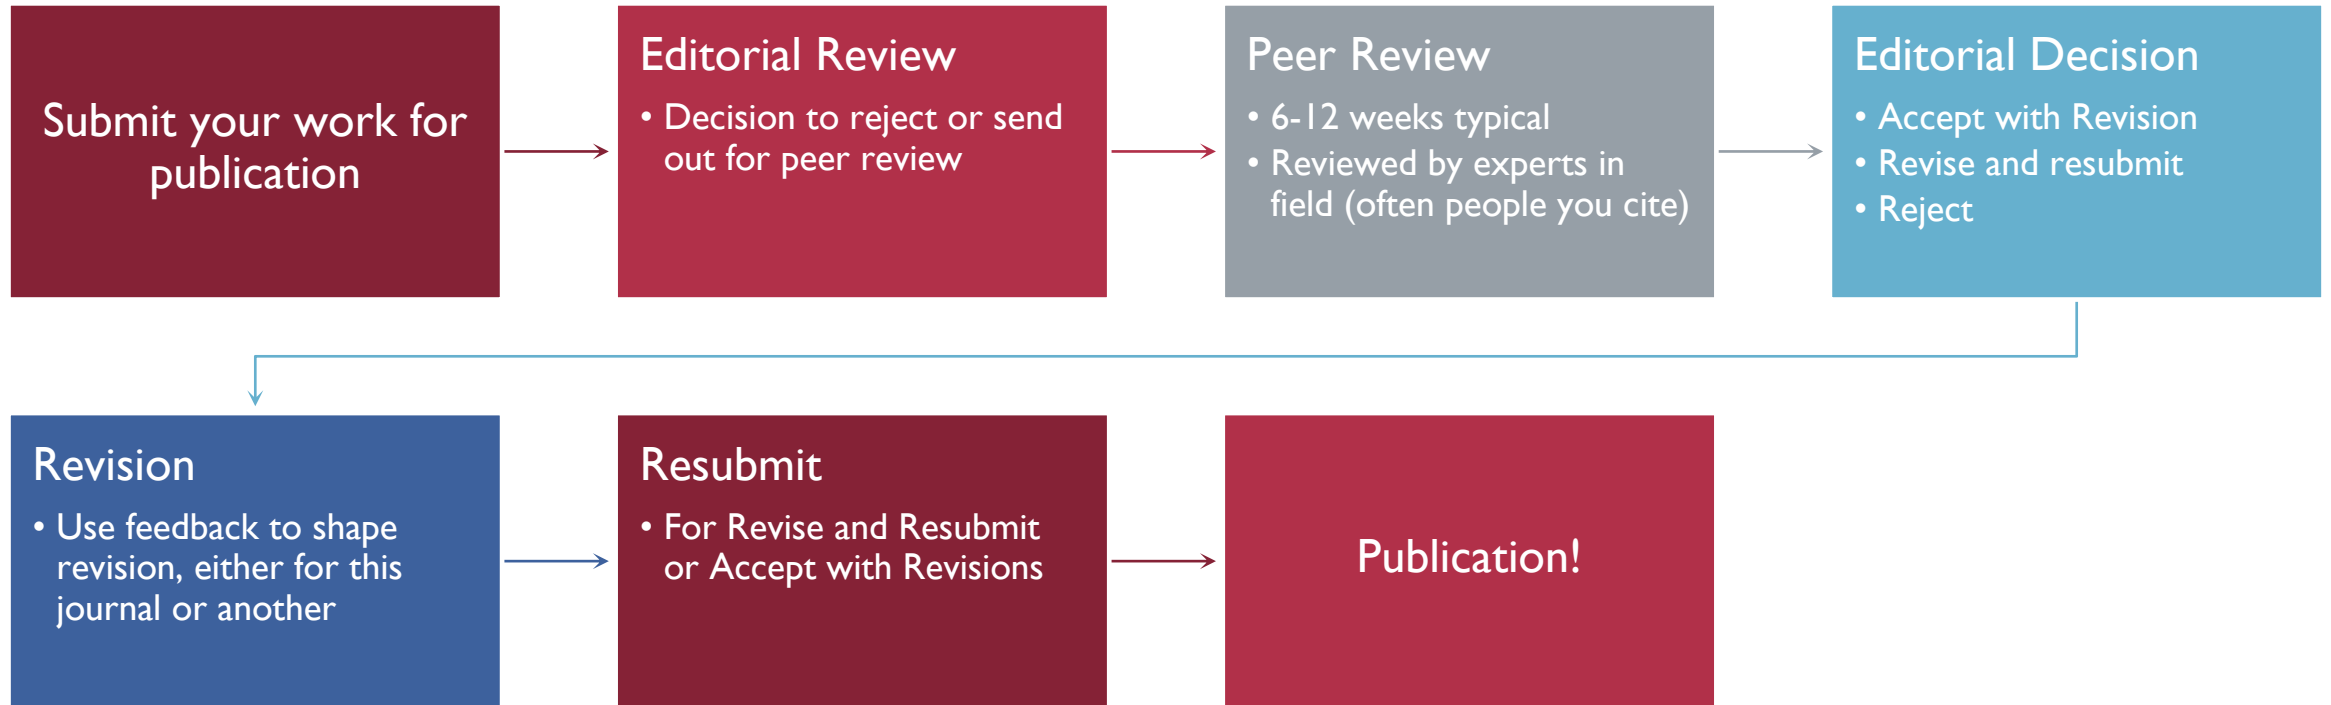 Submit your work for
publication
Editorial Review
• Decision to reject or send
out for peer review
Peer Review
• 6-12 weeks typical
• Reviewed by experts in
field (often people you cite)
Editorial Decision
• Accept with Revision
• Revise and resubmit
• Reject
Revision
• Use feedback to shape
revision, either for this
journal or another
Resubmit
• For Revise and Resubmit
or Accept with Revisions
Publication!